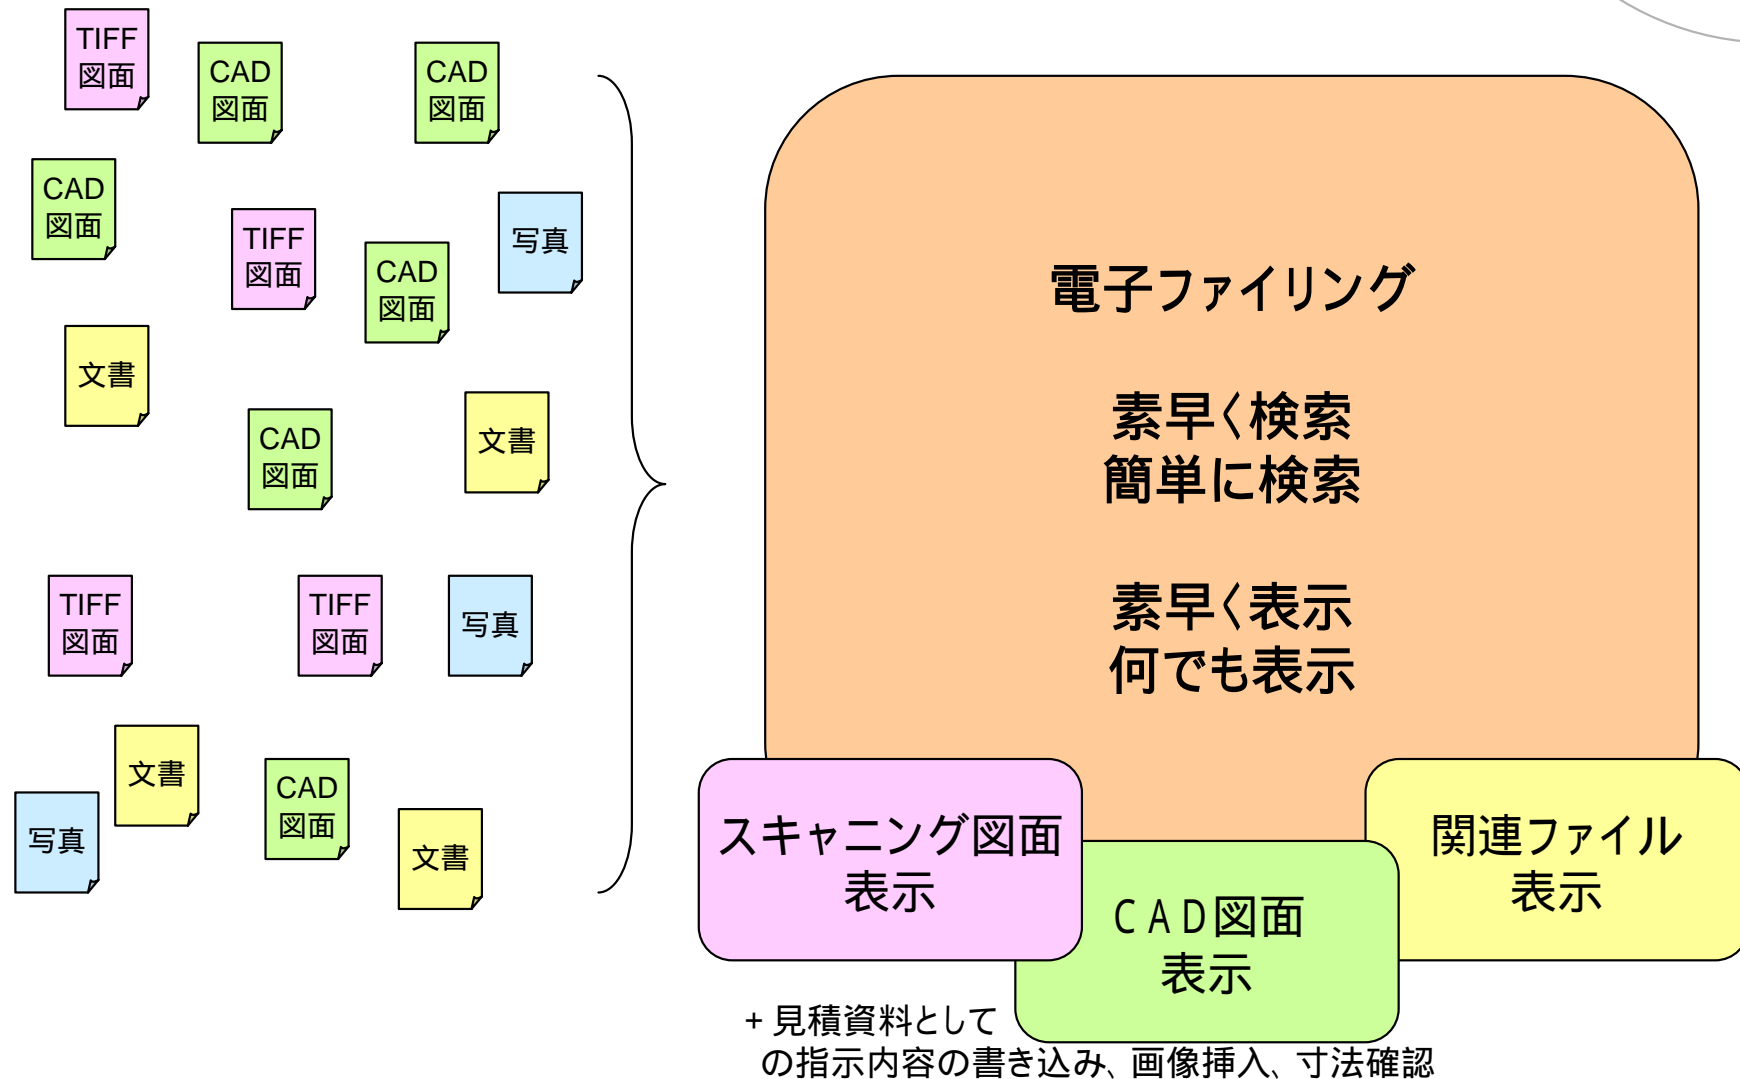 TIFF
図面
CAD
図面
CAD
図面
CAD
図面
TIFF
図面
CAD
図面
写真
文書
CAD
図面
文書
TIFF
図面
TIFF
図面
写真
文書
CAD
図面
写真
文書
電子ファイリング
素早く検索
簡単に検索
素早く表示
何でも表示
スキャニング図面
表示
CAD図面
表示
関連ファイル
表示
+ 見積資料として
の指示内容の書き込み、画像挿入、寸法確認